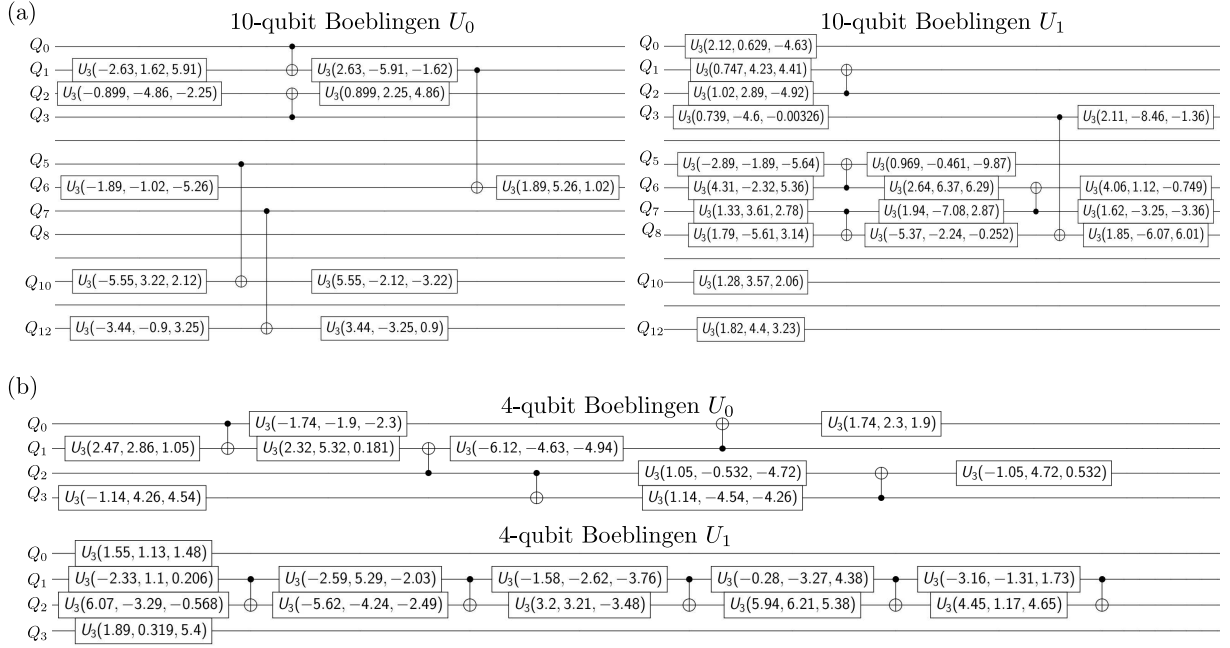 (a)
10-qubit Boeblingen U₀
Q₀
Q₁ U₃(−2.63, 1.62, 5.91) U₃(2.63, −5.91, −1.62)
Q₂ U₃(−0.899, −4.86, −2.25) U₃(0.899, 2.25, 4.86)
Q₃
Q₅
Q₆ U₃(−1.89, −1.02, −5.26) U₃(1.89, 5.26, 1.02)
Q₇
Q₈
Q₁₀ U₃(−5.55, 3.22, 2.12) U₃(5.55, −2.12, −3.22)
Q₁₂ U₃(−3.44, −0.9, 3.25) U₃(3.44, −3.25, 0.9)
10-qubit Boeblingen U₁
Q₀ U₃(2.12, 0.629, −4.63)
Q₁ U₃(0.747, 4.23, 4.41)
Q₂ U₃(1.02, 2.89, −4.92)
Q₃ U₃(0.739, −4.6, −0.00326) U₃(2.11, −8.46, −1.36)
Q₅ U₃(−2.89, −1.89, −5.64) U₃(0.969, −0.461, −9.87)
Q₆ U₃(4.31, −2.32, 5.36) U₃(2.64, 6.37, 6.29) U₃(4.06, 1.12, −0.749)
Q₇ U₃(1.33, 3.61, 2.78) U₃(1.94, −7.08, 2.87) U₃(1.62, −3.25, −3.36)
Q₈ U₃(1.79, −5.61, 3.14) U₃(−5.37, −2.24, −0.252) U₃(1.85, −6.07, 6.01)
Q₁₀ U₃(1.28, 3.57, 2.06)
Q₁₂ U₃(1.82, 4.4, 3.23)
(b)
4-qubit Boeblingen U₀
Q₀ U₃(−1.74, −1.9, −2.3) U₃(1.74, 2.3, 1.9)
Q₁ U₃(2.47, 2.86, 1.05) U₃(2.32, 5.32, 0.181) U₃(−6.12, −4.63, −4.94)
Q₂ U₃(1.05, −0.532, −4.72) U₃(−1.05, 4.72, 0.532)
Q₃ U₃(−1.14, 4.26, 4.54) U₃(1.14, −4.54, −4.26)
4-qubit Boeblingen U₁
Q₀ U₃(1.55, 1.13, 1.48)
Q₁ U₃(−2.33, 1.1, 0.206) U₃(−2.59, 5.29, −2.03) U₃(−1.58, −2.62, −3.76) U₃(−0.28, −3.27, 4.38) U₃(−3.16, −1.31, 1.73)
Q₂ U₃(6.07, −3.29, −0.568) U₃(−5.62, −4.24, −2.49) U₃(3.2, 3.21, −3.48) U₃(5.94, 6.21, 5.38) U₃(4.45, 1.17, 4.65)
Q₃ U₃(1.89, 0.319, 5.4)